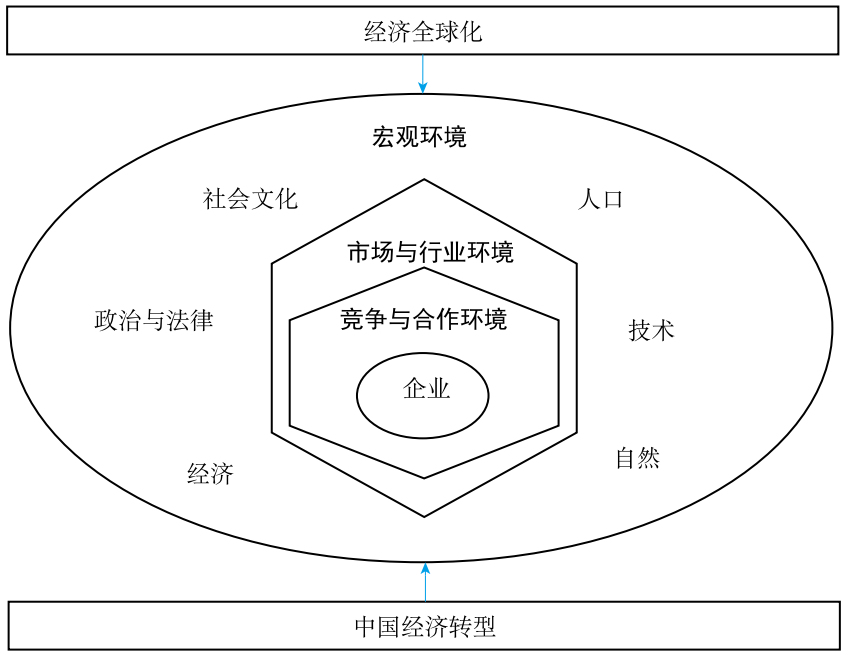 经济全球化
宏观环境
社会文化
人口
市场与行业环境
政治与法律
竞争与合作环境
技术
企业
经济
自然
中国经济转型